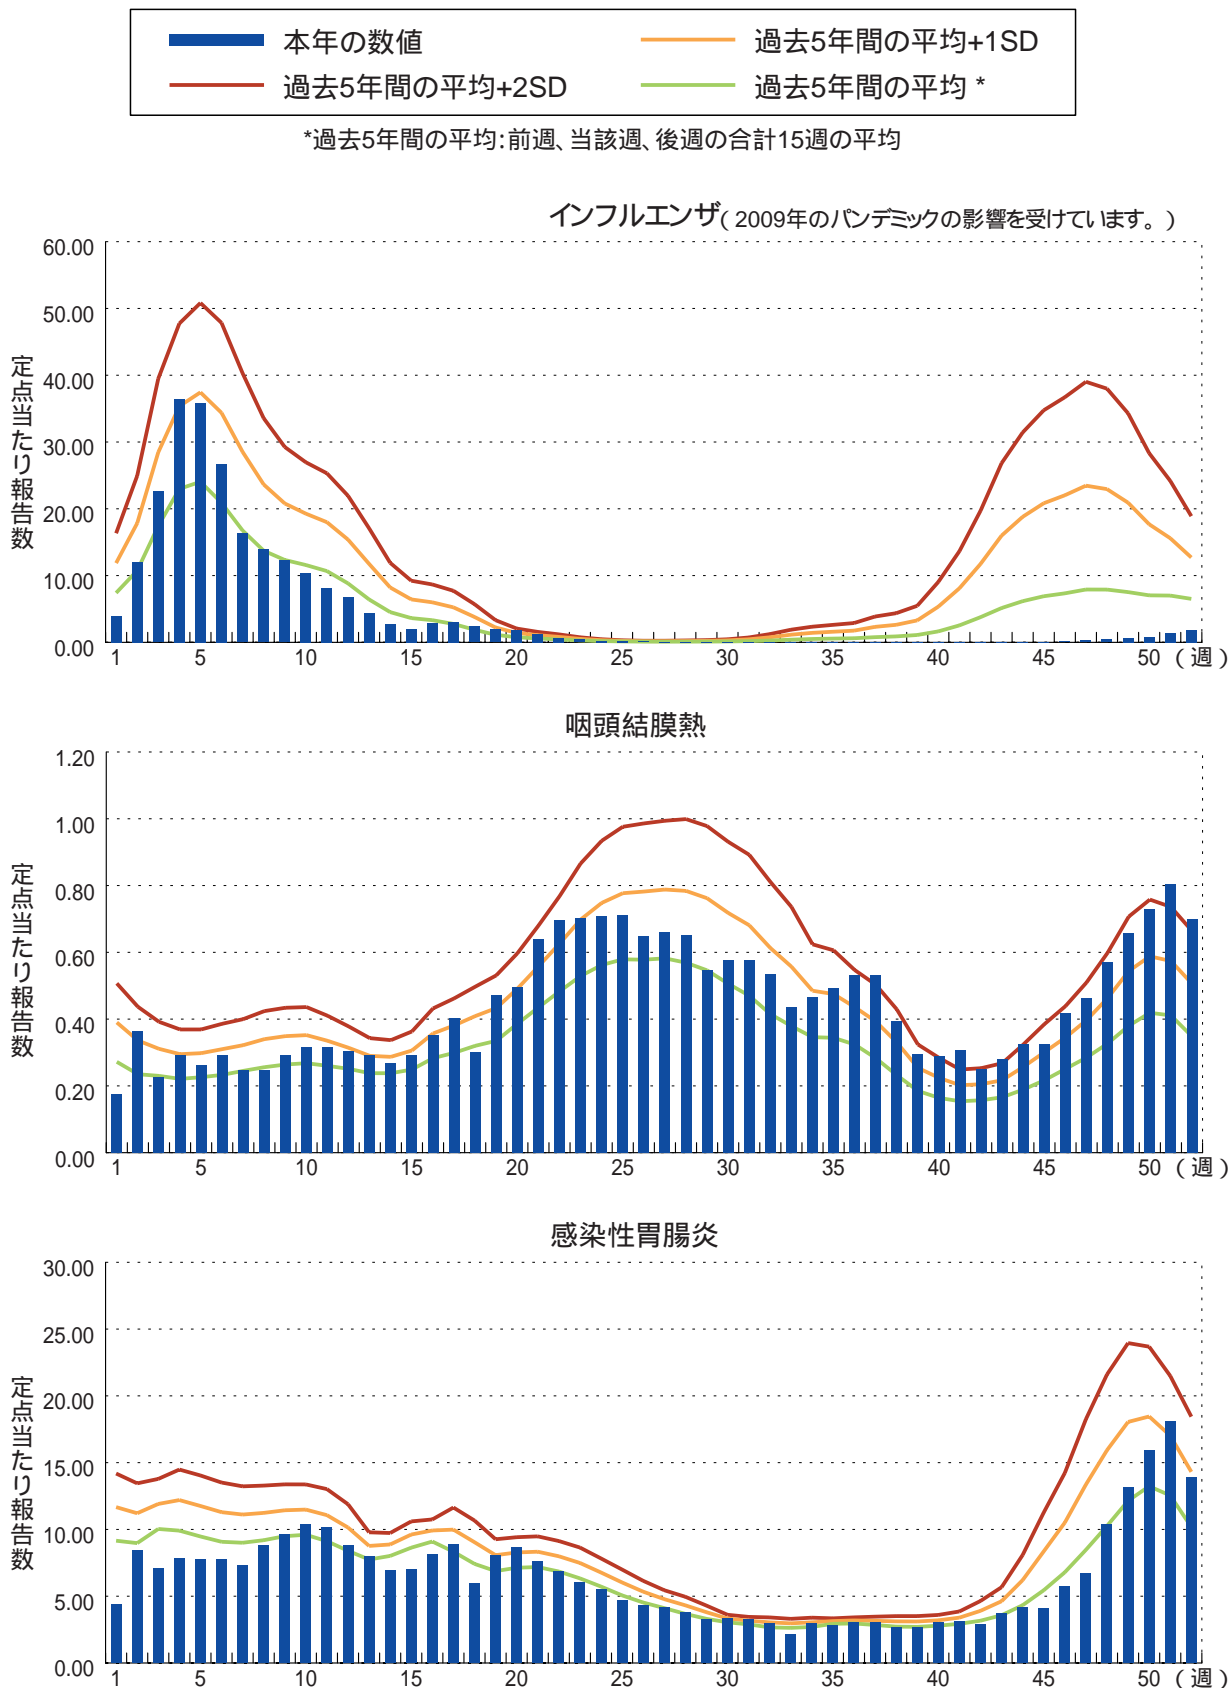 本年の数値
過去5年間の平均+1SD
過去5年間の平均+2SD
過去5年間の平均 *
*過去5年間の平均:前週、当該週、後週の合計15週の平均
インフルエンザ( 2009年のパンデミックの影響を受けています。 )
定点当たり報告数
60.00
50.00
40.00
30.00
20.00
10.00
0.00
1 5 10 15 20 25 30 35 40 45 50 (週)
咽頭結膜熱
定点当たり報告数
1.20
1.00
0.80
0.60
0.40
0.20
0.00
1 5 10 15 20 25 30 35 40 45 50 (週)
感染性胃腸炎
定点当たり報告数
30.00
25.00
20.00
15.00
10.00
5.00
0.00
1 5 10 15 20 25 30 35 40 45 50 (週)